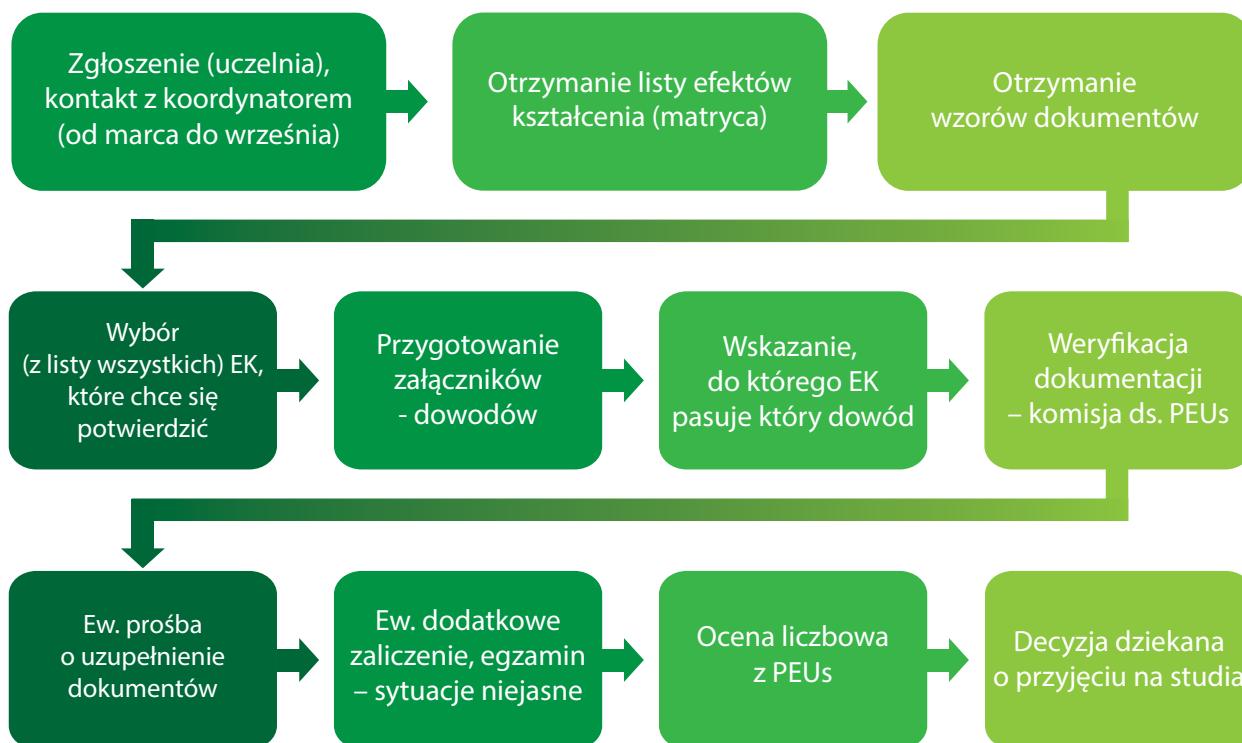 Zgłoszenie (uczelnia),
kontakt z koordynatorem
(od marca do września)
Otrzymanie listy efektów
kształcenia (matryca)
Otrzymanie
wzorów dokumentów
Wybór
(z listy wszystkich) EK,
które chce się
potwierdzić
Przygotowanie
załączników
- dowodów
Wskazanie,
do którego EK
pasuje który dowód
Weryfikacja
dokumentacji
– komisja ds. PEUs
Ew. prośba
o uzupełnienie
dokumentów
Ew. dodatkowe
zaliczenie, egzamin
– sytuacje niejasne
Ocena liczbowa
z PEUs
Decyzja dziekana
o przyjęciu na studia